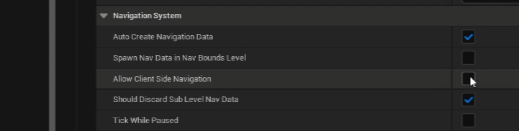 Navigation System
Auto Create Navigation Data
Spawn Nav Data in Nav Bounds Level
Allow Client Side Navigation
Should Discard Sub Level Nav Data
Tick While Paused